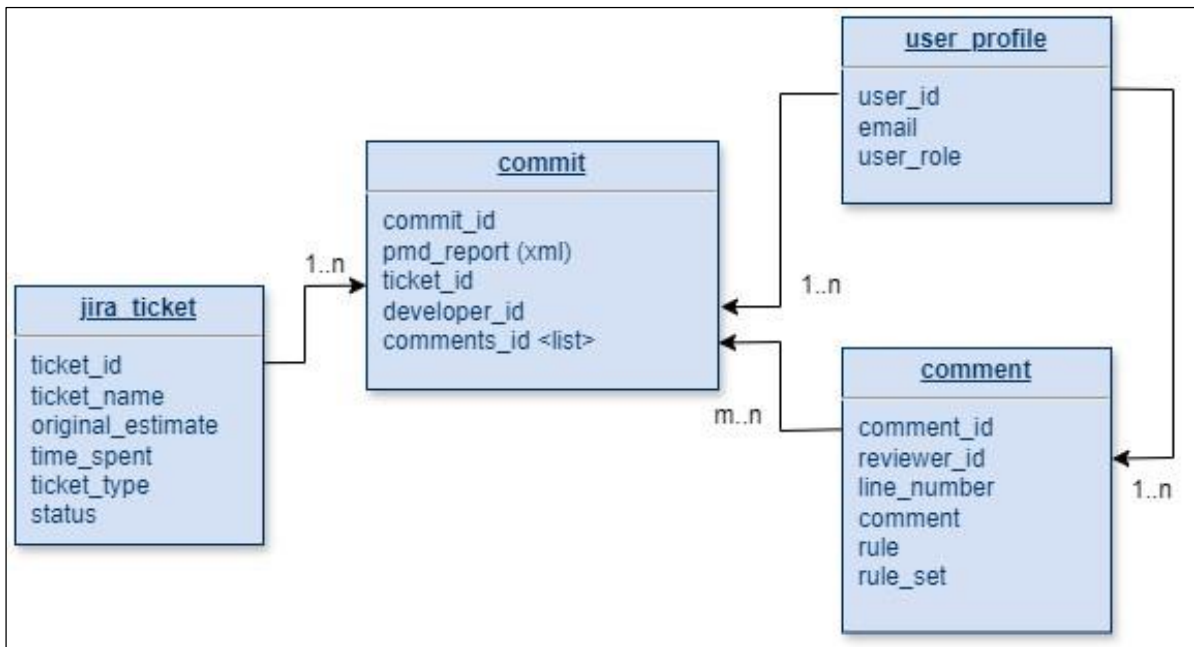 user_profile
user_id
email
user_role
commit
commit_id
pmd_report (xml)
ticket_id
developer_id
comments_id <list>
1..n
1..n
jira_ticket
ticket_id
ticket_name
original_estimate
time_spent
ticket_type
status
m..n
comment
comment_id
reviewer_id
line_number
comment
rule
rule_set
1..n